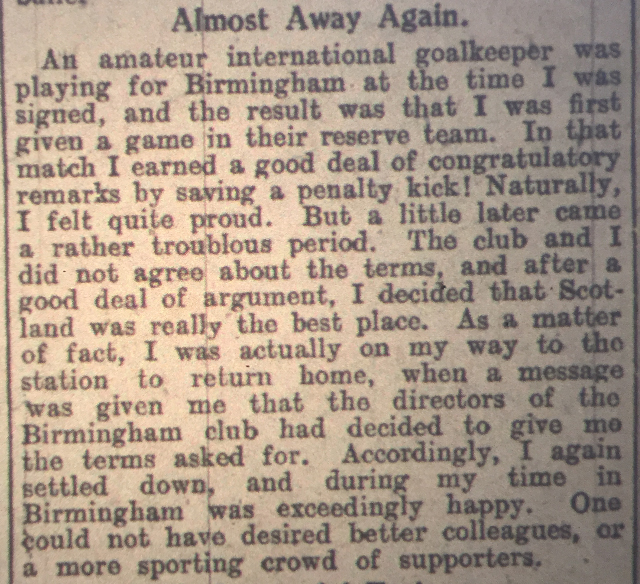 Almost Away Again.
An amateur international goalkeeper was
playing for Birmingham at the time I was
signed, and the result was that I was first
given a game in their reserve team. In that
match I earned a good deal of congratulatory
remarks by saving a penalty kick! Naturally,
I felt quite proud. But a little later came
a rather troublous period. The club and I
did not agree about the terms, and after a
good deal of argument, I decided that Scot-
land was really the best place. As a matter
of fact, I was actually on my way to the
station to return home, when a message
was given me that the directors of the
Birmingham club had decided to give me
the terms asked for. Accordingly, I again
settled down, and during my time in
Birmingham was exceedingly happy. One
could not have desired better colleagues, or
a more sporting crowd of supporters.